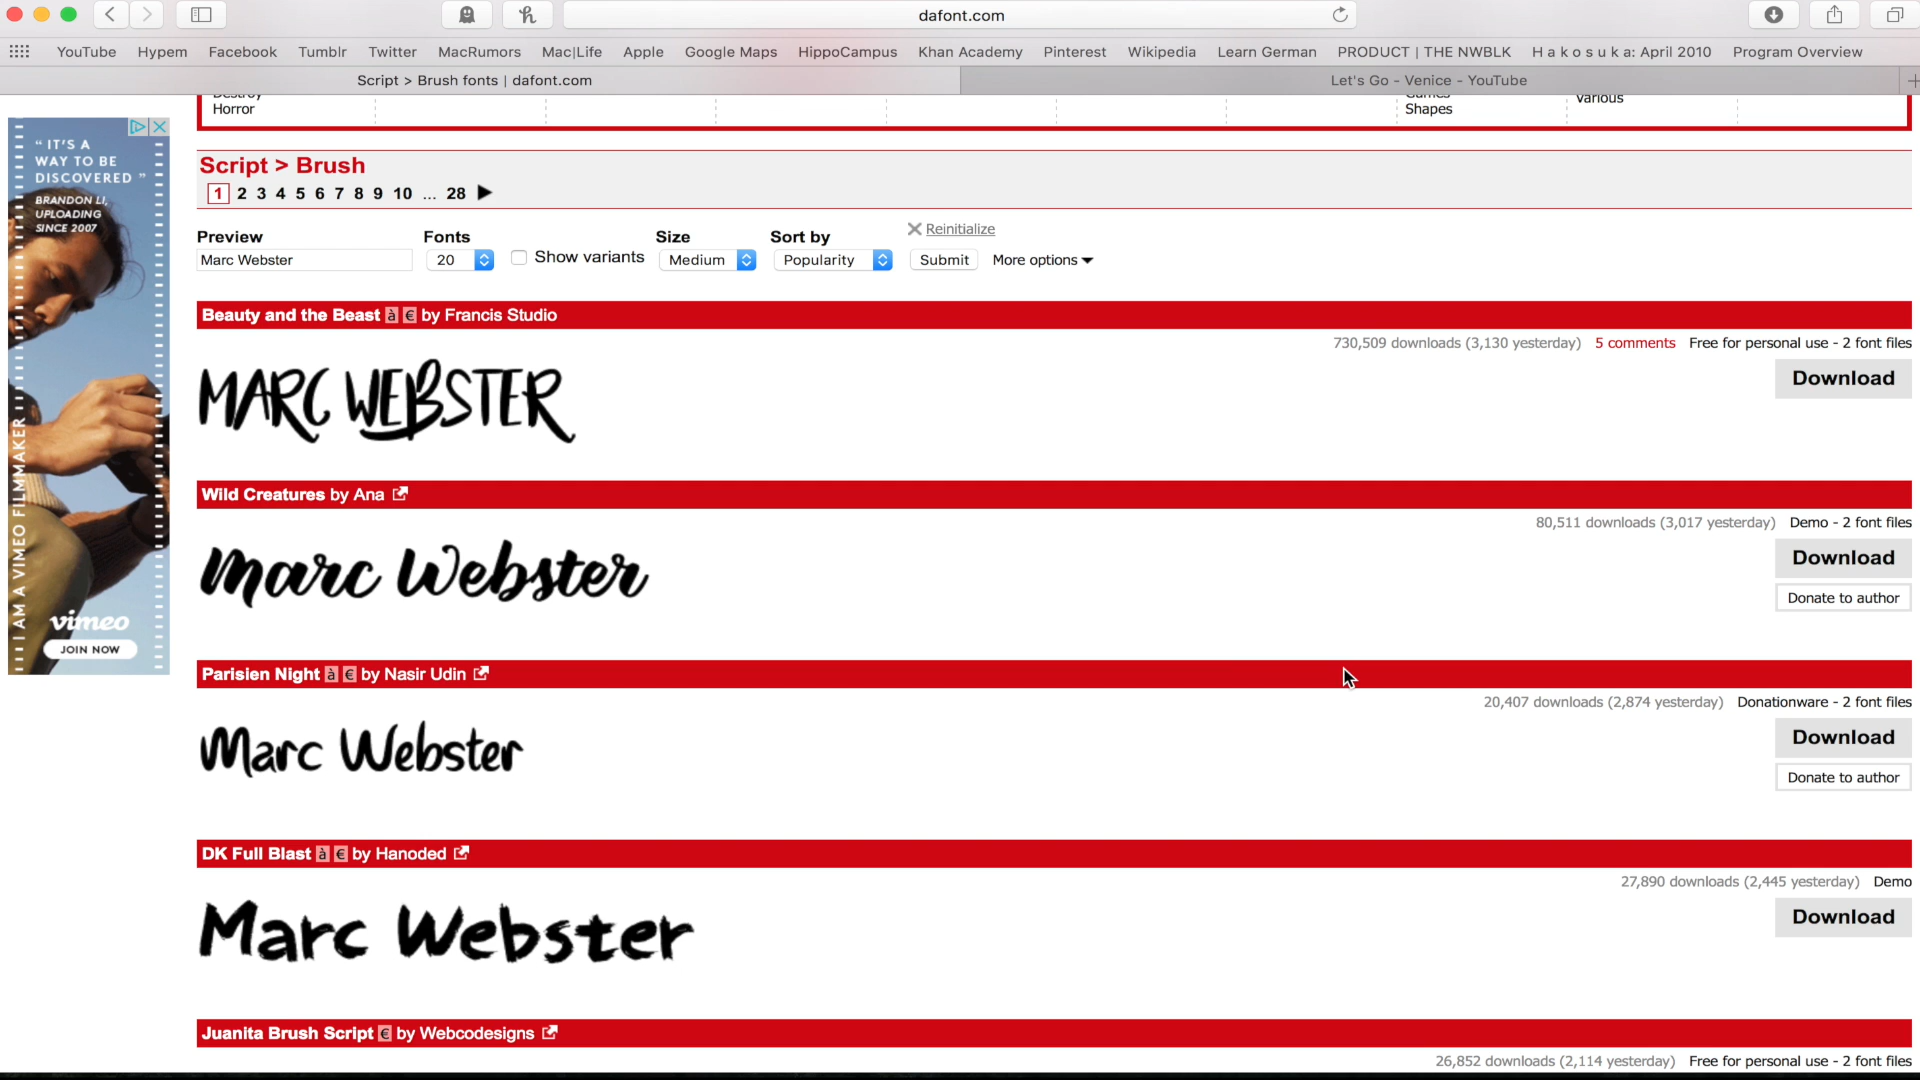 dafont.com
YouTube Hypem Facebook Tumblr Twitter MacRumors Mac|Life Apple Google Maps HippoCampus Khan Academy Pinterest Wikipedia Learn German PRODUCT | THE NWBLK H a k o s u k a: April 2010 Program Overview
Script > Brush fonts | dafont.com
Let's Go - Venice - YouTube
Destroy
Horror
Games
Shapes
Various
“ IT'S A
WAY TO BE
DISCOVERED ”
BRANDON LI,
UPLOADING
SINCE 2007
I AM A VIMEO FILMMAKER
vimeo
JOIN NOW
Script > Brush
1 2 3 4 5 6 7 8 9 10 ... 28
Preview
Marc Webster
Fonts
20
Show variants
Size
Medium
Sort by
Popularity
Reinitialize
Submit
More options
Beauty and the Beast à € by Francis Studio
730,509 downloads (3,130 yesterday) 5 comments Free for personal use - 2 font files
MARC WEBSTER
Download
Wild Creatures by Ana
80,511 downloads (3,017 yesterday) Demo - 2 font files
Marc Webster
Download
Donate to author
Parisien Night à € by Nasir Udin
20,407 downloads (2,874 yesterday) Donationware - 2 font files
Marc Webster
Download
Donate to author
DK Full Blast à € by Hanoded
27,890 downloads (2,445 yesterday) Demo
Marc Webster
Download
Juanita Brush Script € by Webcodesigns
26,852 downloads (2,114 yesterday) Free for personal use - 2 font files